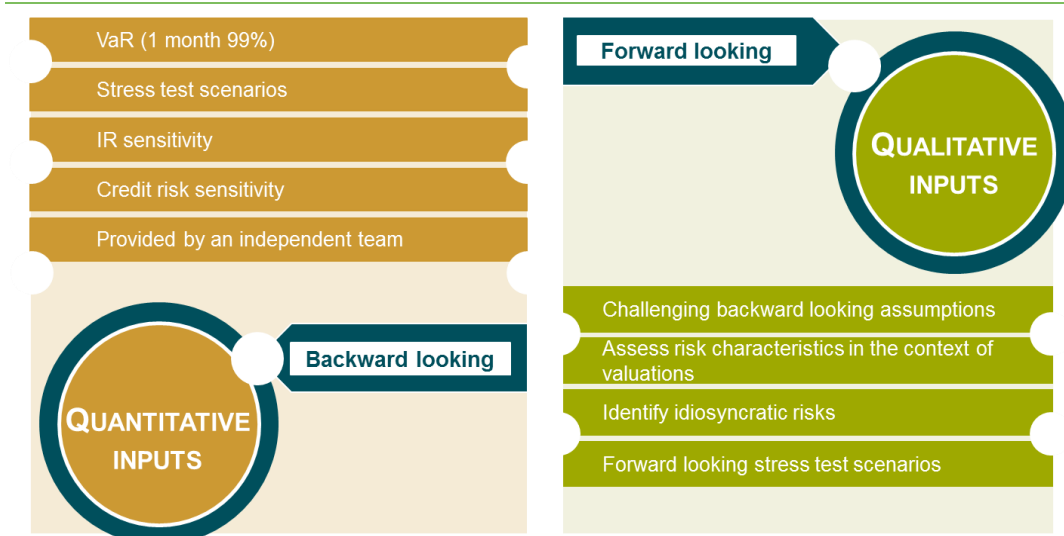 VaR (1 month 99%)
Stress test scenarios
IR sensitivity
Credit risk sensitivity
Provided by an independent team
Backward looking
QUANTITATIVE
INPUTS
Forward looking
QUALITATIVE
INPUTS
Challenging backward looking assumptions
Assess risk characteristics in the context of
valuations
Identify idiosyncratic risks
Forward looking stress test scenarios